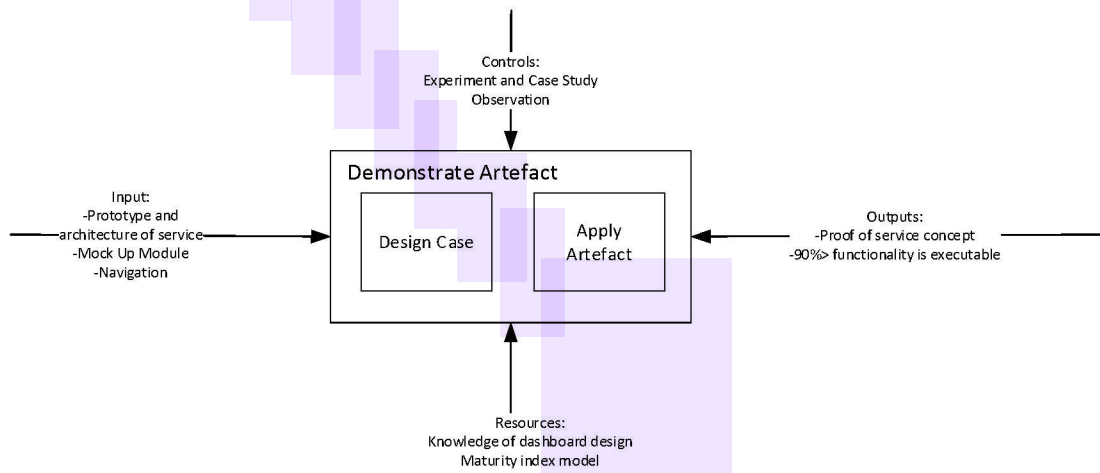 Controls:
Experiment and Case Study
Observation
Demonstrate Artefact
Design Case
Apply
Artefact
Input:
-Prototype and
architecture of service
-Mock Up Module
-Navigation
Outputs:
-Proof of service concept
-90%> functionality is executable
Resources:
Knowledge of dashboard design
Maturity index model